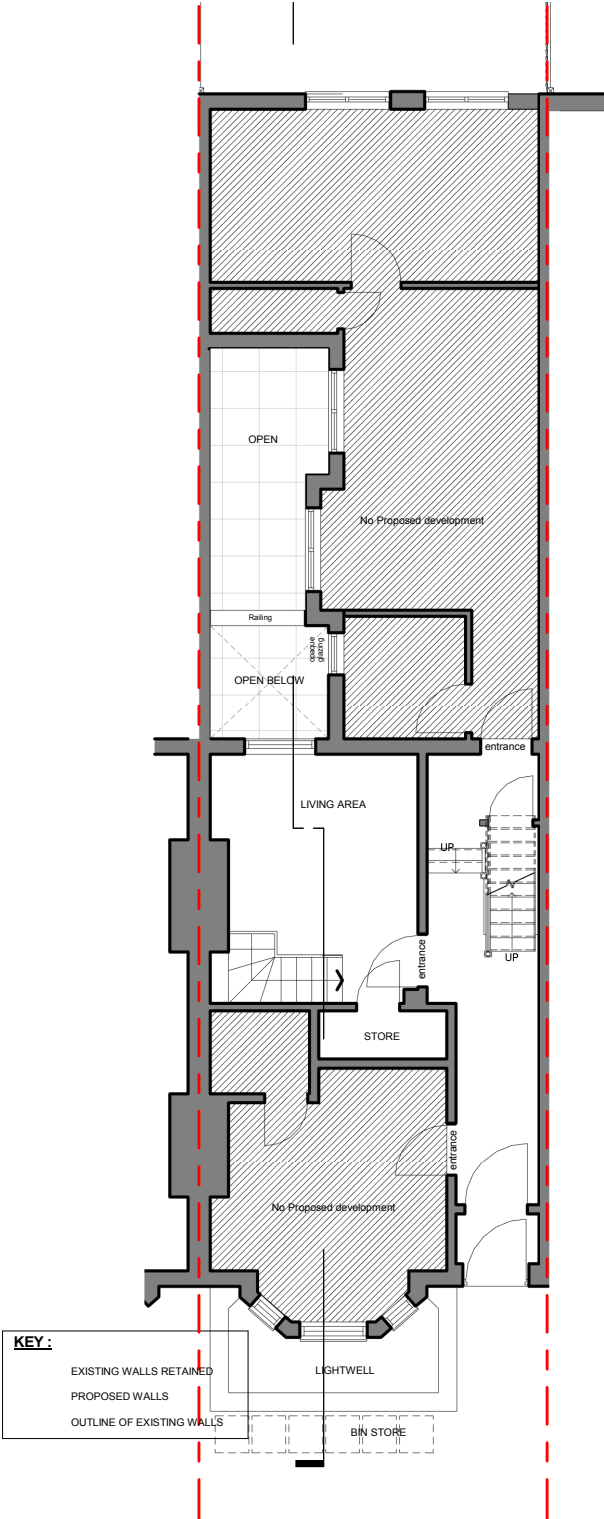 OPEN
No Proposed development
Railing
opaque
glazing
OPEN BELOW
entrance
LIVING AREA
UP
entrance
UP
STORE
entrance
No Proposed development
KEY :
EXISTING WALLS RETAINED
PROPOSED WALLS
OUTLINE OF EXISTING WALLS
LIGHTWELL
BIN STORE